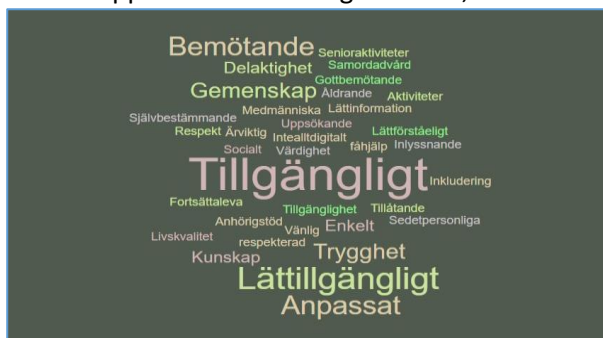 Bemötande Senioraktiviteter
Delaktighet Samordadvård
Gottbemötande
Gemenskap Åldrande Aktiviteter
Medmänniska Lättinformation
Självbestämmande Uppsökande
Respekt Ärviktig Intealltdigitalt Lättförståeligt
Socialt Värdighet fåhjälp Inlyssnande
Tillgängligt Inkludering
Fortsättaleva
Tillgänglighet Tillåtande
Anhörigstöd Vänlig Enkelt Sedetpersonliga
Livskvalitet respekterad
Kunskap Trygghet
Lättillgängligt
Anpassat